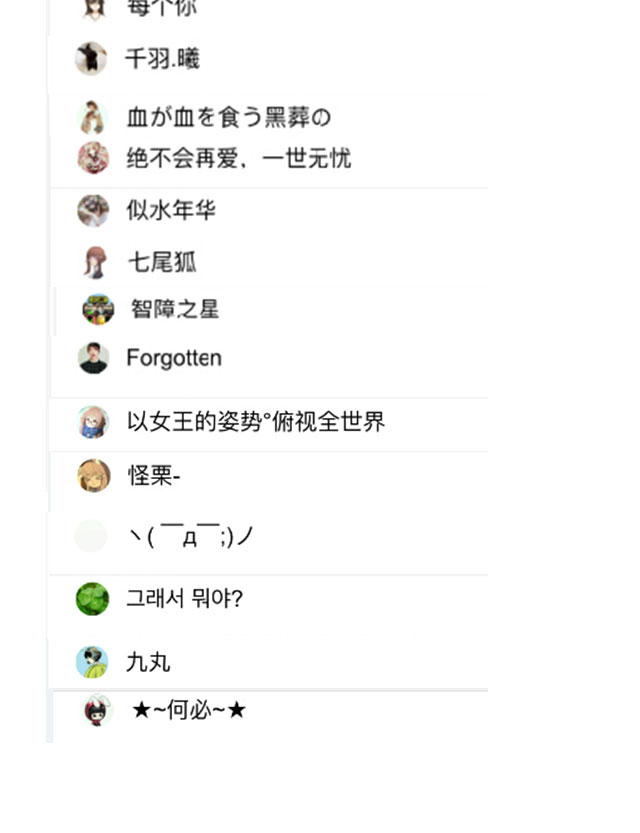 每个你
千羽.曦
血が血を食う黑葬の
绝不会再爱．一世无忧
似水年华
七尾狐
智障之星
Forgotten
以女王的姿势°俯视全世界
怪栗-
ヽ( ￣д￣;)ノ
그래서 뭐야?
九丸
★~何必~★